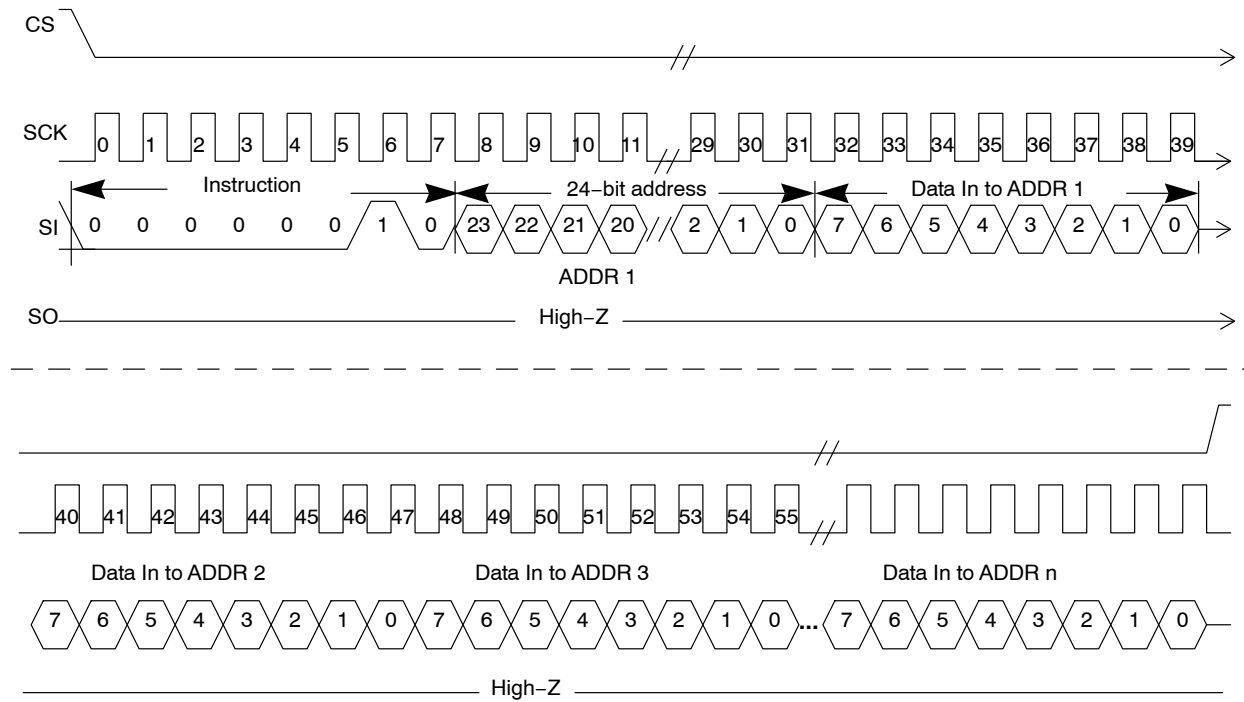 CS
SCK
0 1 2 3 4 5 6 7 8 9 10 11 29 30 31 32 33 34 35 36 37 38 39
Instruction 24−bit address Data In to ADDR 1
SI 0 0 0 0 0 0 1 0 23 22 21 20 2 1 0 7 6 5 4 3 2 1 0
ADDR 1
SO High−Z
40 41 42 43 44 45 46 47 48 49 50 51 52 53 54 55
Data In to ADDR 2 Data In to ADDR 3 Data In to ADDR n
7 6 5 4 3 2 1 0 7 6 5 4 3 2 1 0 ... 7 6 5 4 3 2 1 0
High−Z